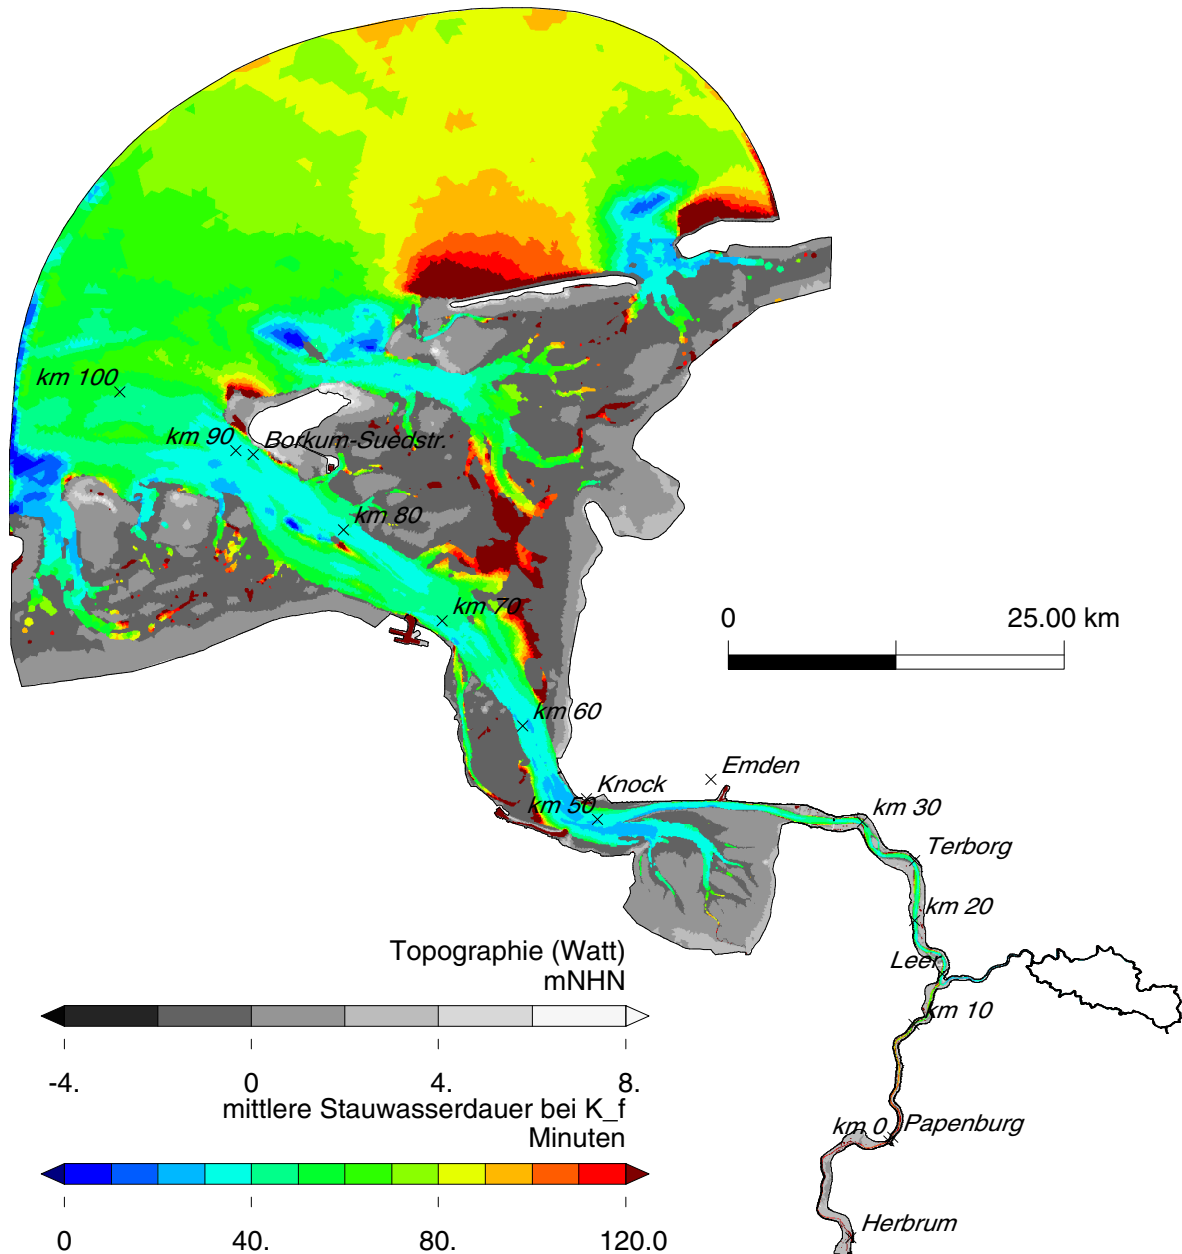 km 100
km 90
Borkum-Suedstr.
km 80
km 70
0
25.00 km
km 60
Emden
Knock
km 50
km 30
Terborg
km 20
Leer
km 10
Topographie (Watt)
mNHN
-4.
0
4.
8.
mittlere Stauwasserdauer bei K_f
Minuten
km 0
Papenburg
Herbrum
0
40.
80.
120.0